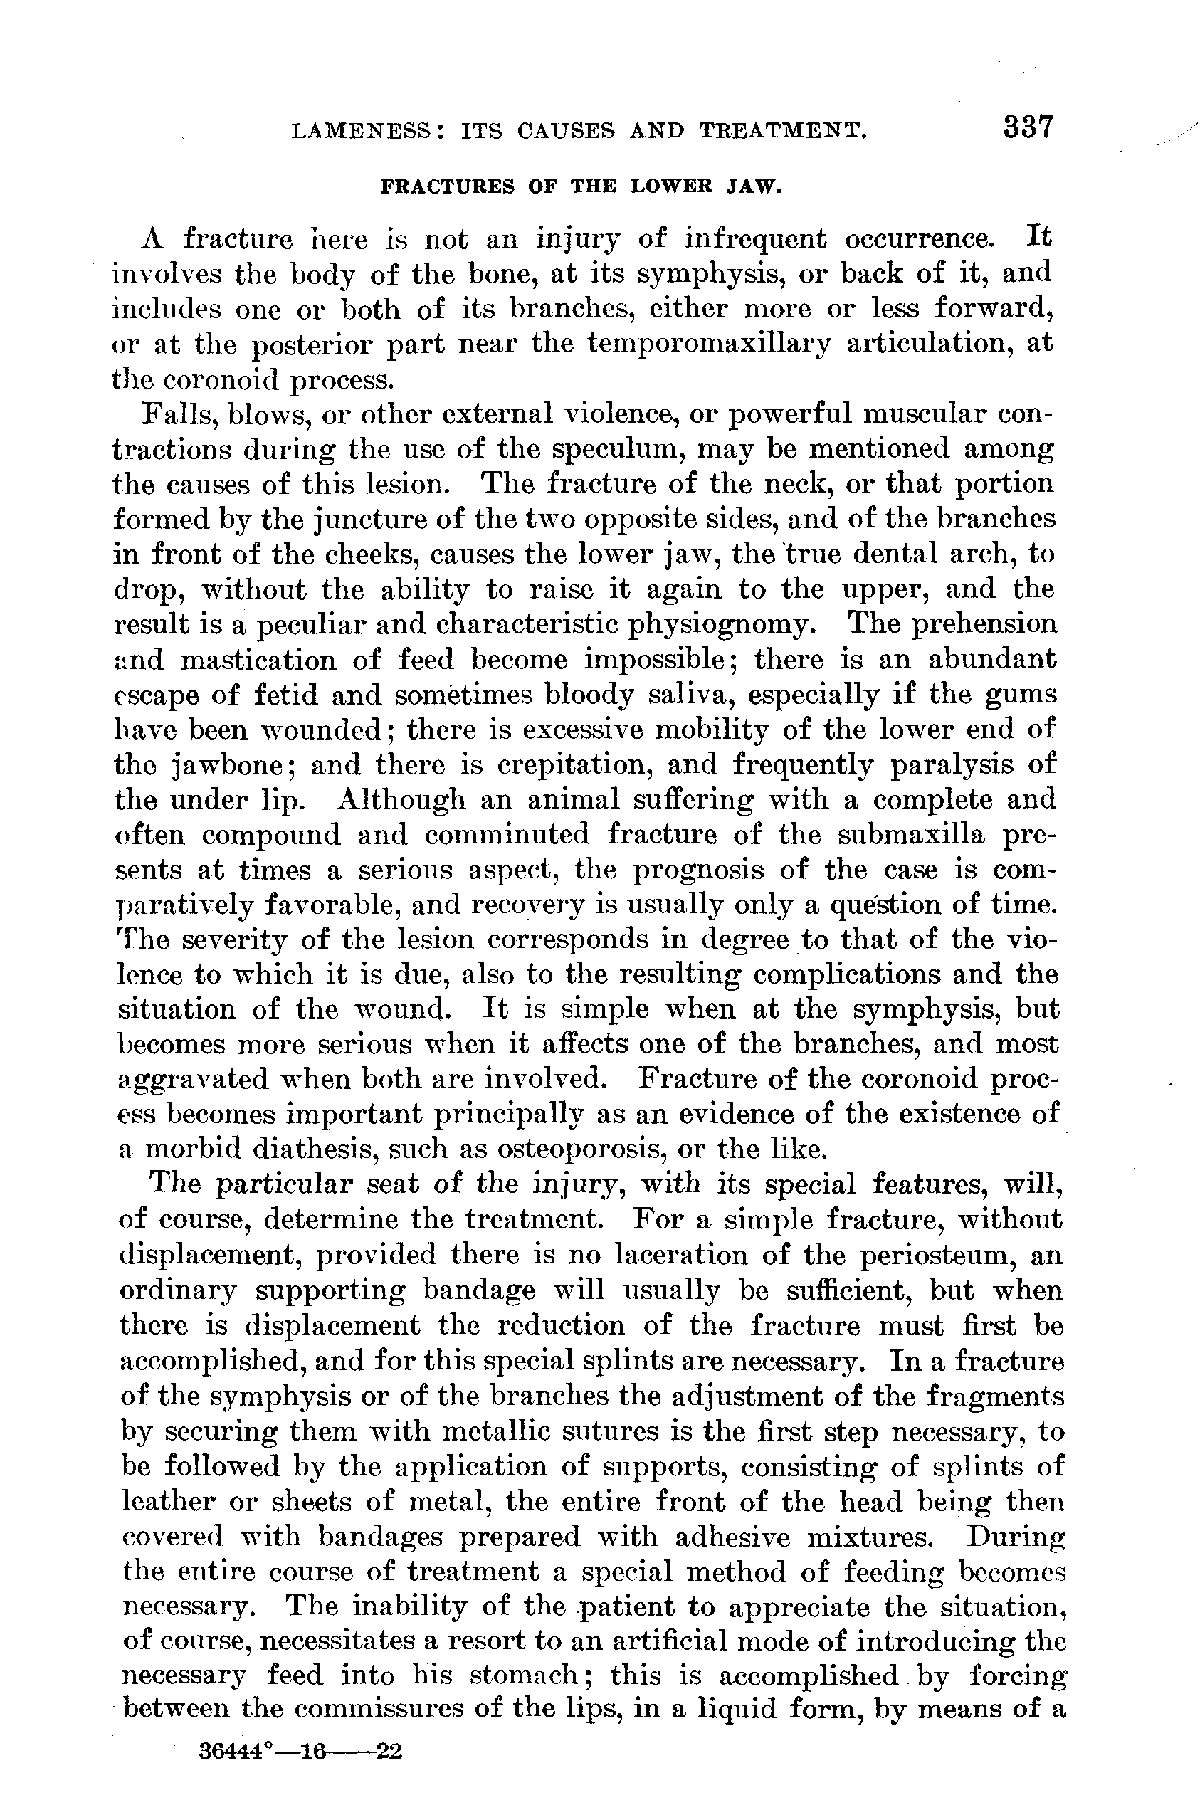 LAMENESS: ITS CAUSES AND TREATMENT. 337
FRACTURES OF THE LOWER JAW.
A fracture here is not an injury of infrequent occurrence. It
involves the body of the bone, at its symphysis, or back of it, and
includes one or both of its branches, either more or less forward,
or at the posterior part near the temporomaxillary articulation, at
the coronoid process.
Falls, blows, or other external violence, or powerful muscular con-
tractions during the use of the speculum, may be mentioned among
the causes of this lesion. The fracture of the neck, or that portion
formed by the juncture of the two opposite sides, and of the branches
in front of the cheeks, causes the lower jaw, the true dental arch, to
drop, without the ability to raise it again to the upper, and the
result is a peculiar and characteristic physiognomy. The prehension
and mastication of feed become impossible; there is an abundant
escape of fetid and sometimes bloody saliva, especially if the gums
have been wounded; there is excessive mobility of the lower end of
the jawbone; and there is crepitation, and frequently paralysis of
the under lip. Although an animal suffering with a complete and
often compound and comminuted fracture of the submaxilla pre-
sents at times a serious aspect, the prognosis of the case is com-
paratively favorable, and recovery is usually only a question of time.
The severity of the lesion corresponds in degree to that of the vio-
lence to which it is due, also to the resulting complications and the
situation of the wound. It is simple when at the symphysis, but
becomes more serious when it affects one of the branches, and most
aggravated when both are involved. Fracture of the coronoid proc-
ess becomes important principally as an evidence of the existence of
a morbid diathesis, such as osteoporosis, or the like.
The particular seat of the injury, with its special features, will,
of course, determine the treatment. For a simple fracture, without
displacement, provided there is no laceration of the periosteum, an
ordinary supporting bandage will usually be sufficient, but when
there is displacement the reduction of the fracture must first be
accomplished, and for this special splints are necessary. In a fracture
of the symphysis or of the branches the adjustment of the fragments
by securing them with metallic sutures is the first step necessary, to
be followed by the application of supports, consisting of splints of
leather or sheets of metal, the entire front of the head being then
covered with bandages prepared with adhesive mixtures. During
the entire course of treatment a special method of feeding becomes
necessary. The inability of the patient to appreciate the situation,
of course, necessitates a resort to an artificial mode of introducing the
necessary feed into his stomach; this is accomplished by forcing
between the commissures of the lips, in a liquid form, by means of a
36444°—16——22